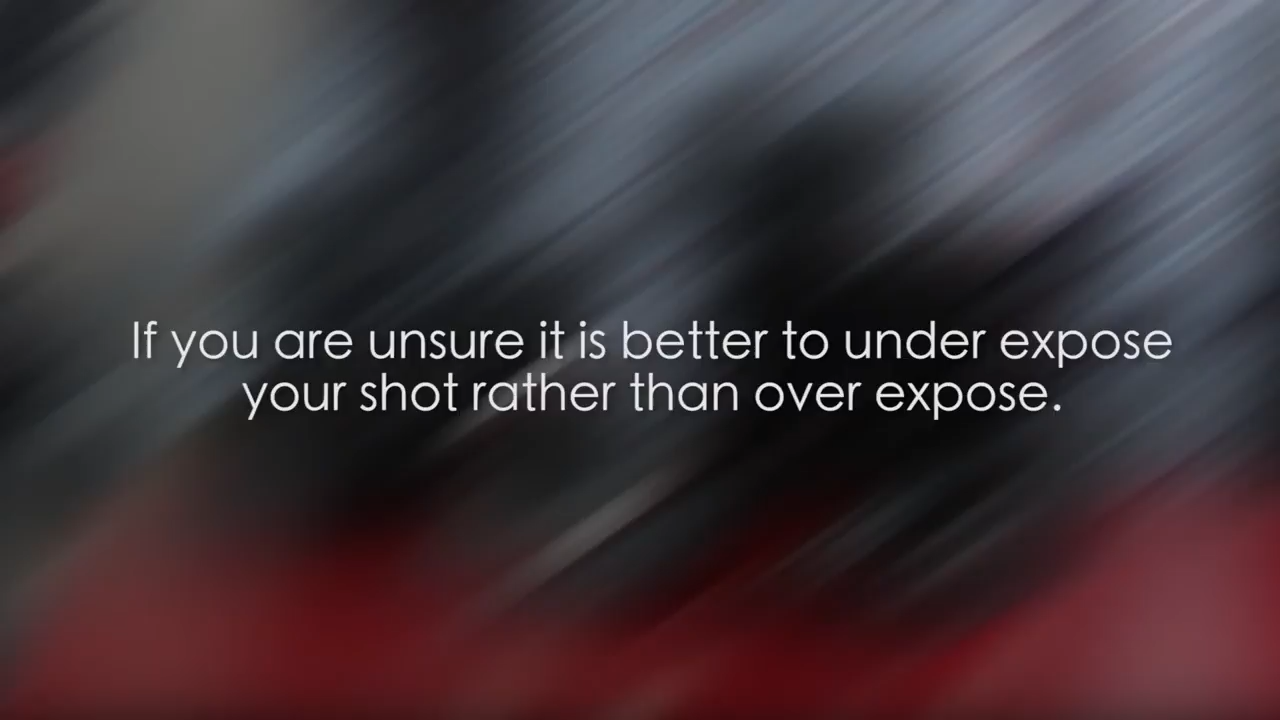 If you are unsure it is better to under expose
your shot rather than over expose.